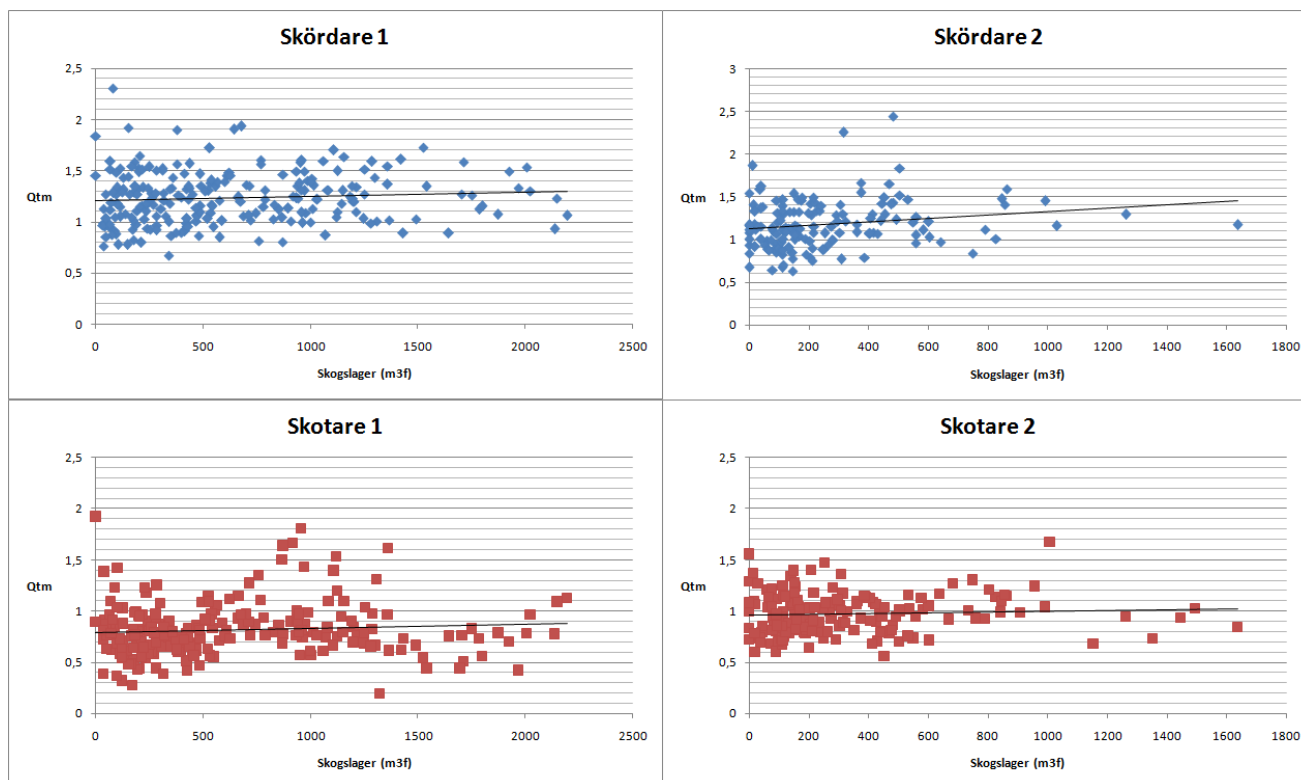 Skördare 1
2,5
2
1,5
Qtm
1
0,5
0
0 500 1000 1500 2000 2500
Skogslager (m3f)
Skördare 2
3
2,5
2
Qtm
1,5
1
0,5
0
0 200 400 600 800 1000 1200 1400 1600 1800
Skogslager (m3f)
Skotare 1
2,5
2
1,5
Qtm
1
0,5
0
0 500 1000 1500 2000 2500
Skogslager (m3f)
Skotare 2
2,5
2
1,5
Qtm
1
0,5
0
0 200 400 600 800 1000 1200 1400 1600 1800
Skogslager (m3f)